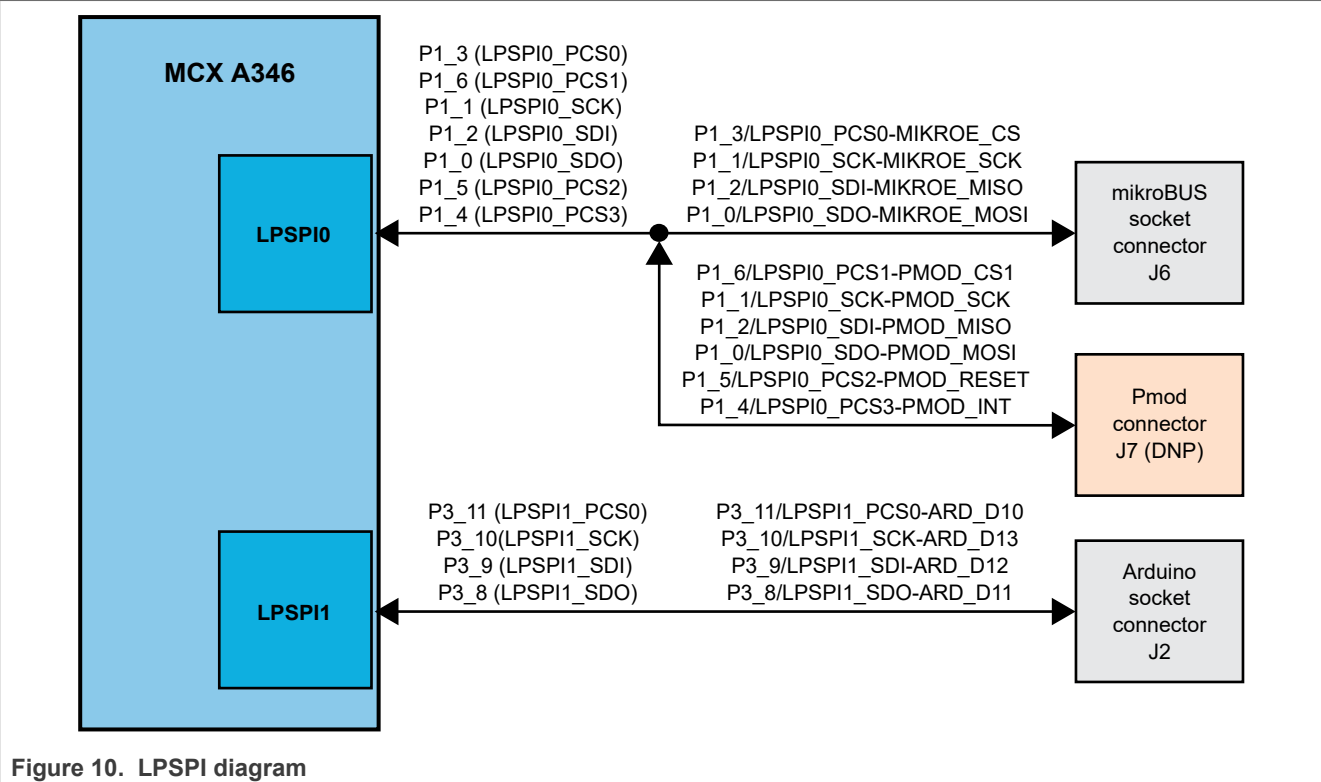 MCX A346
P1_3 (LPSPI0_PCS0)
P1_6 (LPSPI0_PCS1)
P1_1 (LPSPI0_SCK)
P1_2 (LPSPI0_SDI)
P1_0 (LPSPI0_SDO)
P1_5 (LPSPI0_PCS2)
P1_4 (LPSPI0_PCS3)
LPSPI0
P1_3/LPSPI0_PCS0-MIKROE_CS
P1_1/LPSPI0_SCK-MIKROE_SCK
P1_2/LPSPI0_SDI-MIKROE_MISO
P1_0/LPSPI0_SDO-MIKROE_MOSI
mikroBUS
socket
connector
J6
P1_6/LPSPI0_PCS1-PMOD_CS1
P1_1/LPSPI0_SCK-PMOD_SCK
P1_2/LPSPI0_SDI-PMOD_MISO
P1_0/LPSPI0_SDO-PMOD_MOSI
P1_5/LPSPI0_PCS2-PMOD_RESET
P1_4/LPSPI0_PCS3-PMOD_INT
Pmod
connector
J7 (DNP)
LPSPI1
P3_11 (LPSPI1_PCS0)
P3_10(LPSPI1_SCK)
P3_9 (LPSPI1_SDI)
P3_8 (LPSPI1_SDO)
P3_11/LPSPI1_PCS0-ARD_D10
P3_10/LPSPI1_SCK-ARD_D13
P3_9/LPSPI1_SDI-ARD_D12
P3_8/LPSPI1_SDO-ARD_D11
Arduino
socket
connector
J2
Figure 10. LPSPI diagram